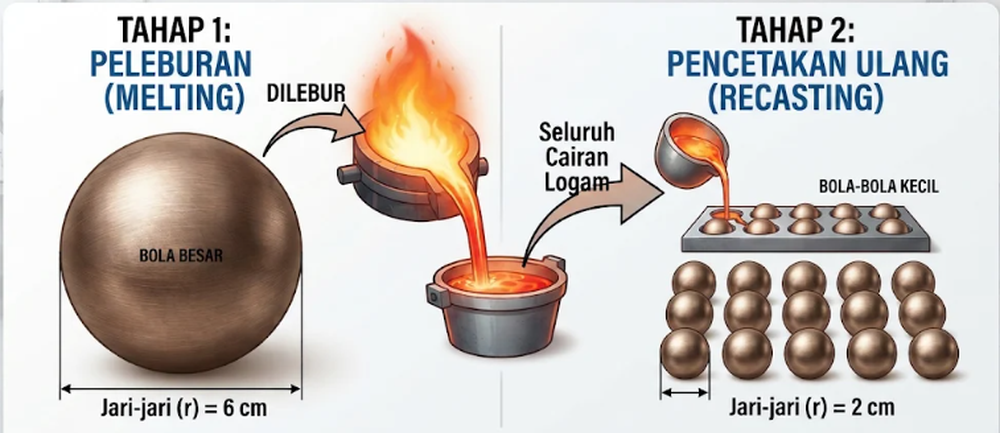 TAHAP 1:
PELEBURAN
(MELTING)
DILEBUR
BOLA BESAR
Jari-jari (r) = 6 cm
Seluruh
Cairan
Logam
TAHAP 2:
PENCETAKAN ULANG
(RECASTING)
BOLA-BOLA KECIL
Jari-jari (r) = 2 cm